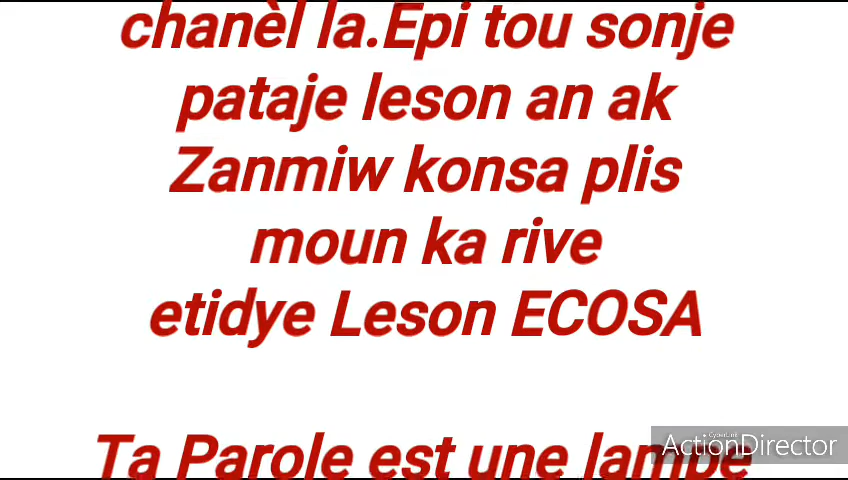 chanèl la.Epi tou sonje
pataje leson an ak
Zanmiw konsa plis
moun ka rive
etidye Leson ECOSA
Ta Parole est une lampe
CyberLink
ActionDirector